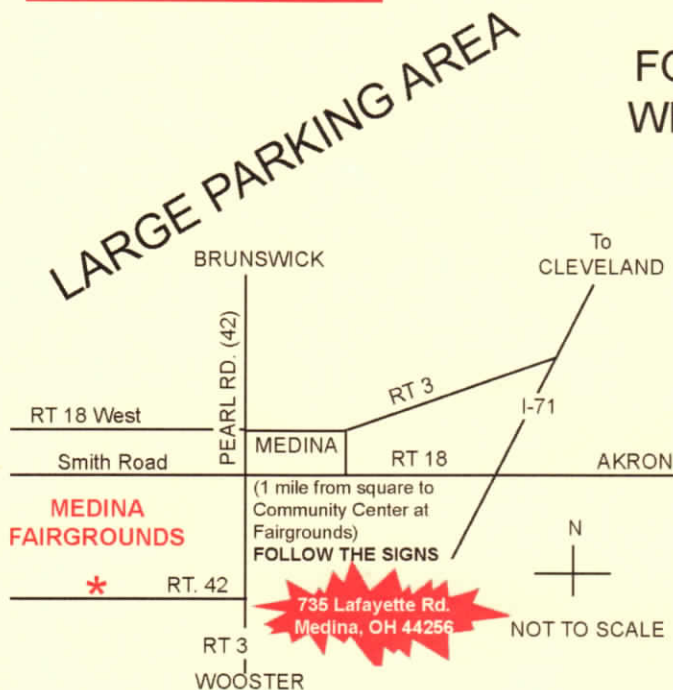 LARGE PARKING AREA
BRUNSWICK
To
CLEVELAND
PEARL RD. (42)
RT 3
I-71
RT 18 West
MEDINA
Smith Road
RT 18
AKRON
(1 mile from square to
Community Center at
Fairgrounds)
FOLLOW THE SIGNS
MEDINA
FAIRGROUNDS
*
RT. 42
735 Lafayette Rd.
Medina, OH 44256
N
NOT TO SCALE
RT 3
WOOSTER